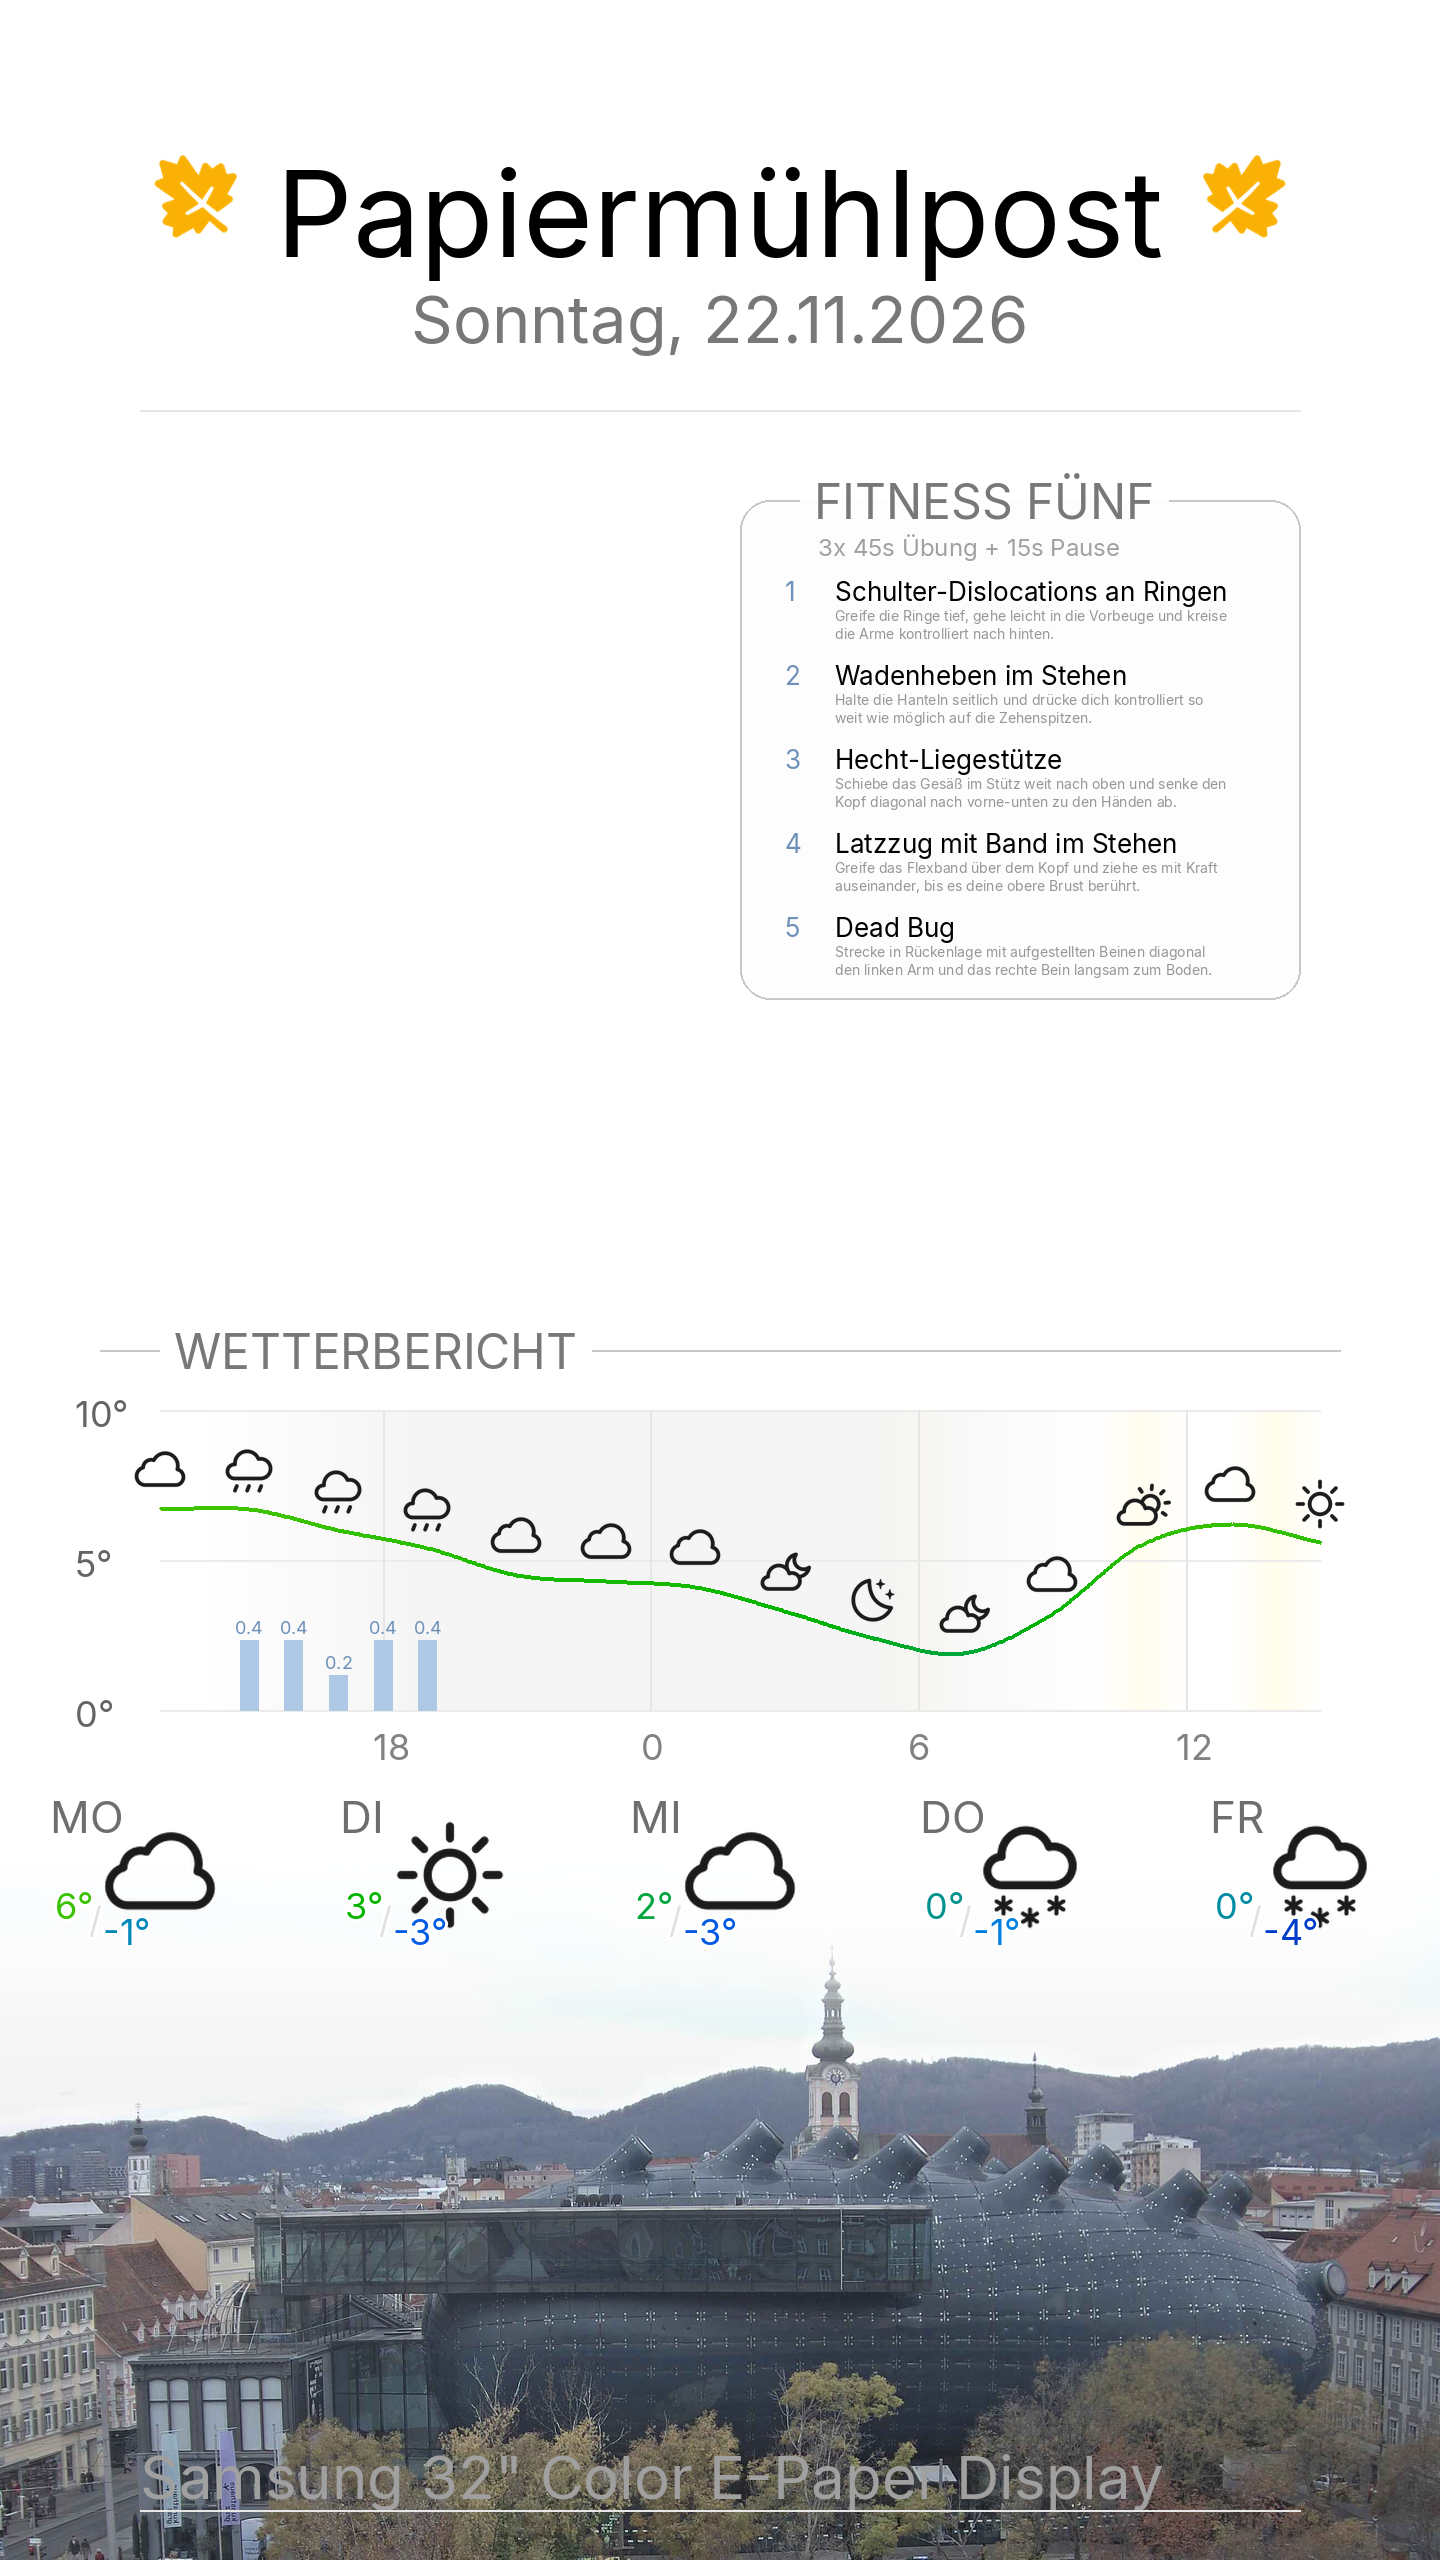 Papiermühlpost
Sonntag, 22.11.2026
FITNESS FÜNF
3x 45s Übung + 15s Pause
1 Schulter-Dislocations an Ringen
Greife die Ringe tief, gehe leicht in die Vorbeuge und kreise
die Arme kontrolliert nach hinten.
2 Wadenheben im Stehen
Halte die Hanteln seitlich und drücke dich kontrolliert so
weit wie möglich auf die Zehenspitzen.
3 Hecht-Liegestütze
Schiebe das Gesäß im Stütz weit nach oben und senke den
Kopf diagonal nach vorne-unten zu den Händen ab.
4 Latzzug mit Band im Stehen
Greife das Flexband über dem Kopf und ziehe es mit Kraft
auseinander, bis es deine obere Brust berührt.
5 Dead Bug
Strecke in Rückenlage mit aufgestellten Beinen diagonal
den linken Arm und das rechte Bein langsam zum Boden.
WETTERBERICHT
10°
5°
0.4 0.4 0.2 0.4 0.4
0°
18 0 6 12
MO DI MI DO FR
6°/-1° 3°/-3° 2°/-3° 0°/-1° 0°/-4°
Samsung 32" Color E-Paper Display